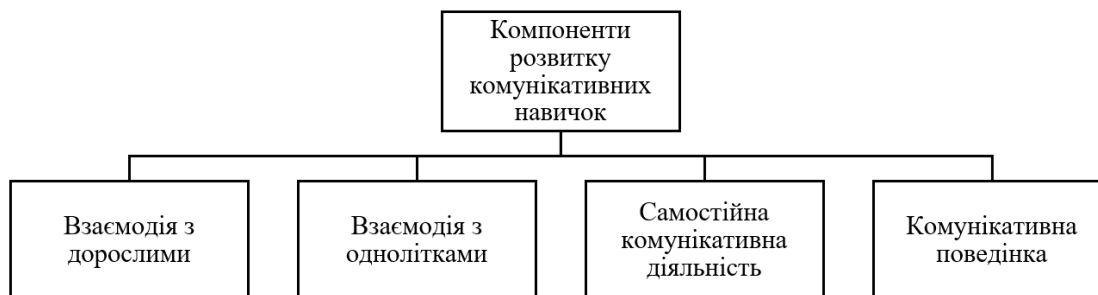 Компоненти
розвитку
комунікативних
навичок
Взаємодія з
дорослими
Взаємодія з
однолітками
Самостійна
комунікативна
діяльність
Комунікативна
поведінка